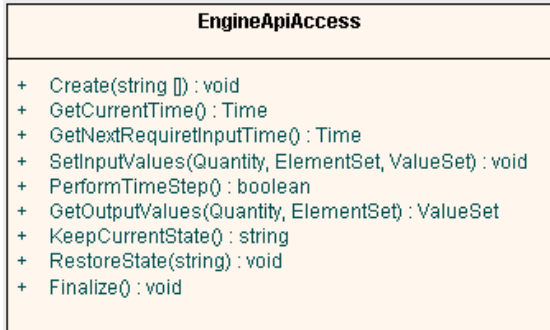 EngineApiAccess
+ Create(string []) : void
+ GetCurrentTime() : Time
+ GetNextRequiretInputTime() : Time
+ SetInputValues(Quantity, ElementSet, ValueSet) : void
+ PerformTimeStep() : boolean
+ GetOutputValues(Quantity, ElementSet) : ValueSet
+ KeepCurrentState() : string
+ RestoreState(string) : void
+ Finalize() : void